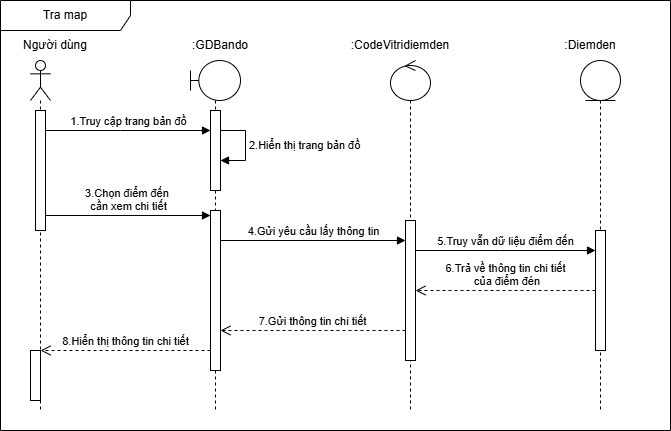 Tra map
Người dùng
:GDBando
:CodeVitridiemden
:Diemden
1.Truy cập trang bản đồ
2.Hiển thị trang bản đồ
3.Chọn điểm đến
cần xem chi tiết
4.Gửi yêu cầu lấy thông tin
5.Truy vẫn dữ liệu điểm đến
6.Trả về thông tin chi tiết
của điểm đén
7.Gửi thông tin chi tiết
8.Hiển thị thông tin chi tiết